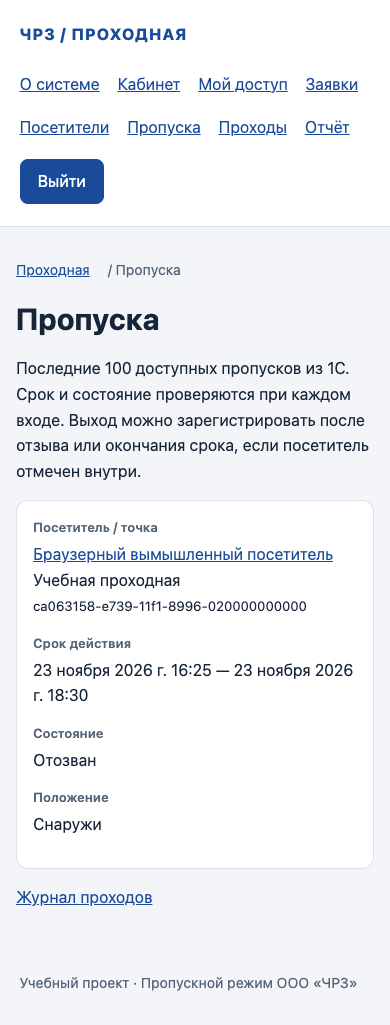 ЧРЗ / ПРОХОДНАЯ
О системе Кабинет Мой доступ Заявки
Посетители Пропуска Проходы Отчёт
Выйти
Проходная / Пропуска
Пропуска
Последние 100 доступных пропусков из 1С.
Срок и состояние проверяются при каждом
входе. Выход можно зарегистрировать после
отзыва или окончания срока, если посетитель
отмечен внутри.
Посетитель / точка
Браузерный вымышленный посетитель
Учебная проходная
ca063158-e739-11f1-8996-020000000000
Срок действия
23 ноября 2026 г. 16:25 — 23 ноября 2026
г. 18:30
Состояние
Отозван
Положение
Снаружи
Журнал проходов
Учебный проект · Пропускной режим ООО «ЧРЗ»